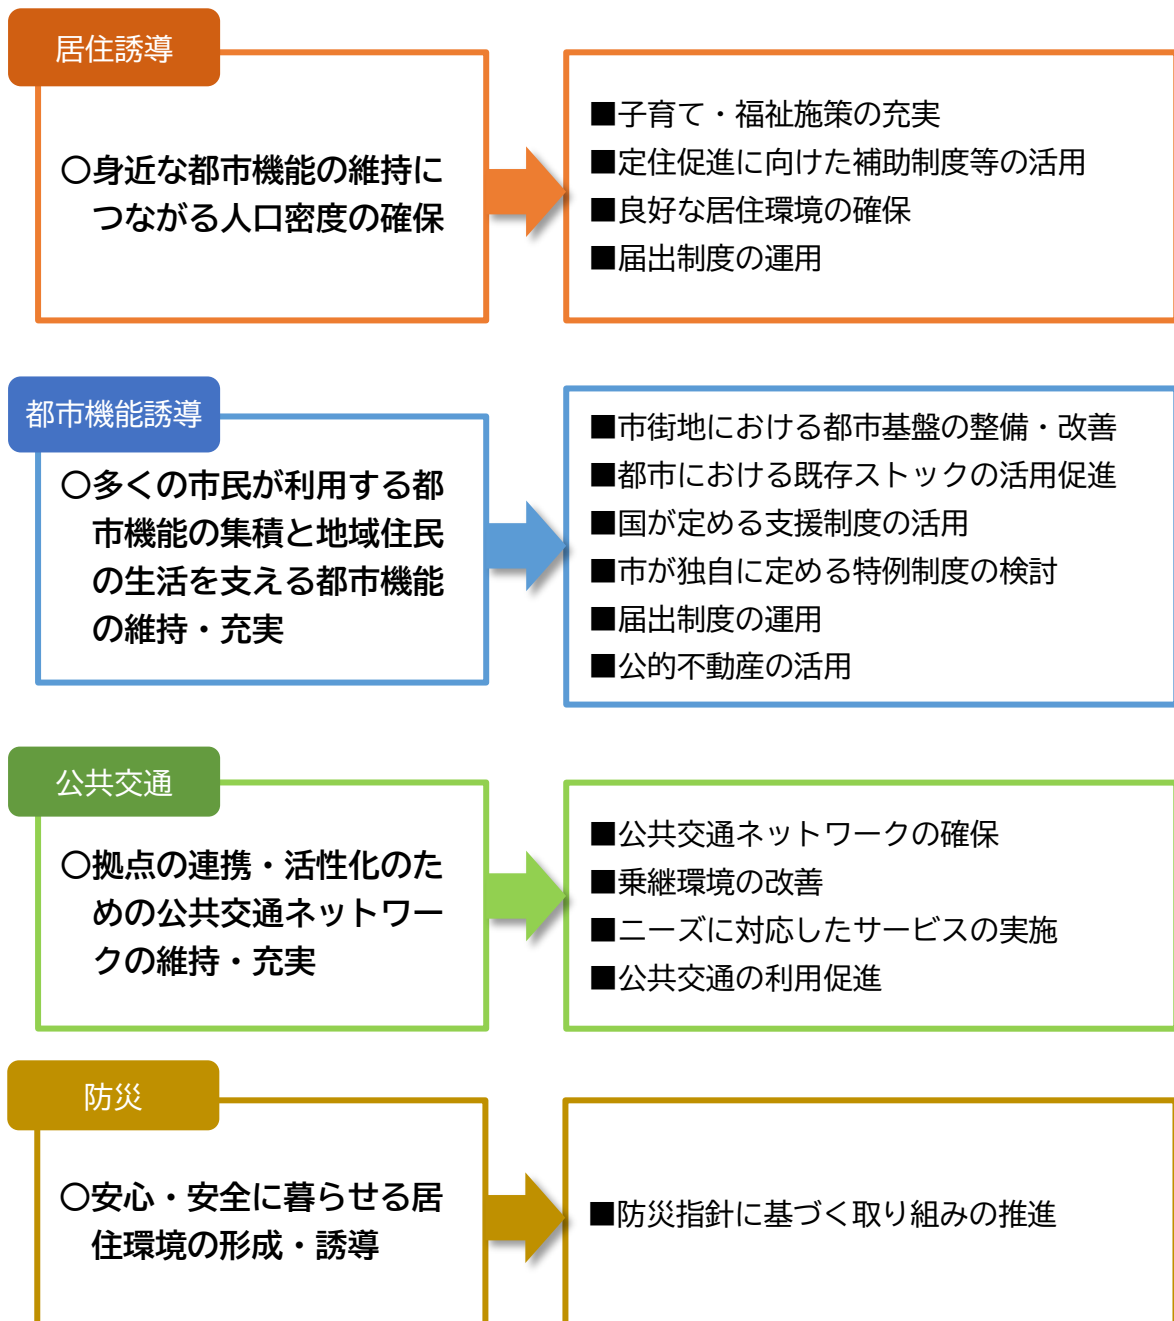 居住誘導
〇身近な都市機能の維持に
つながる人口密度の確保
■子育て・福祉施策の充実
■定住促進に向けた補助制度等の活用
■良好な居住環境の確保
■届出制度の運用
都市機能誘導
〇多くの市民が利用する都
市機能の集積と地域住民
の生活を支える都市機能
の維持・充実
■市街地における都市基盤の整備・改善
■都市における既存ストックの活用促進
■国が定める支援制度の活用
■市が独自に定める特例制度の検討
■届出制度の運用
■公的不動産の活用
公共交通
〇拠点の連携・活性化のた
めの公共交通ネットワー
クの維持・充実
■公共交通ネットワークの確保
■乗継環境の改善
■ニーズに対応したサービスの実施
■公共交通の利用促進
防災
〇安心・安全に暮らせる居
住環境の形成・誘導
■防災指針に基づく取り組みの推進